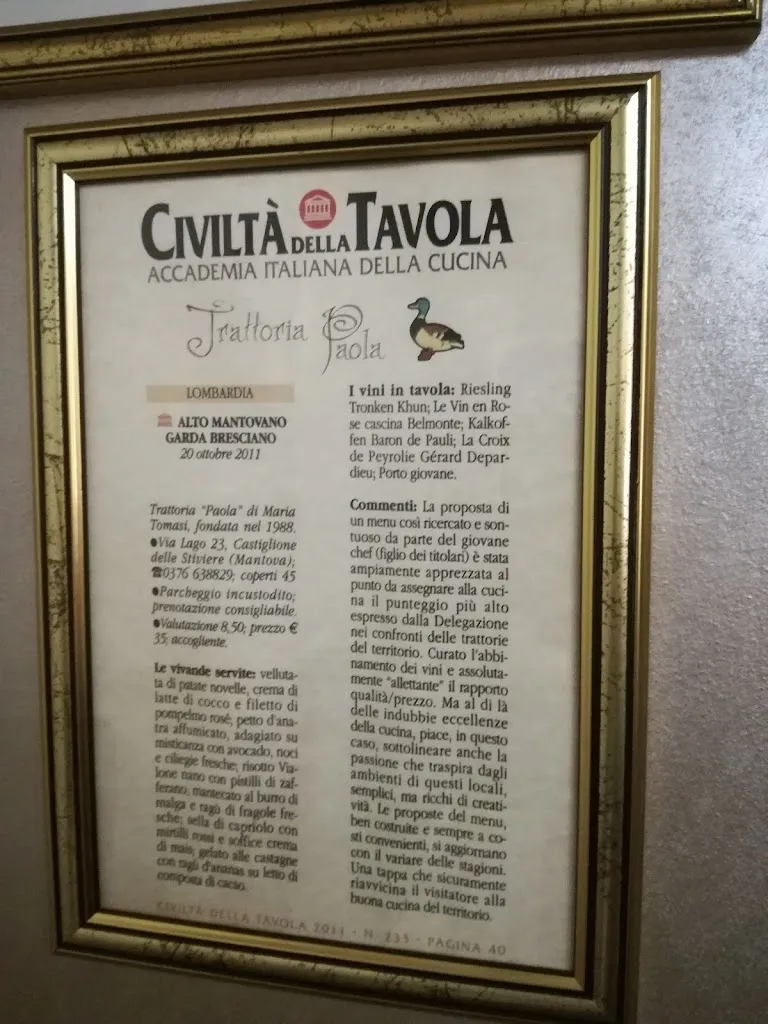 CIVILTÀ DELLA TAVOLA
ACCADEMIA ITALIANA DELLA CUCINA
Trattoria Paola
LOMBARDIA
ALTO MANTOVANO
GARDA BRESCIANO
20 ottobre 2011
Trattoria "Paola" di Maria
Tomasi, fondata nel 1988.
●Via Lago 23, Castiglione
delle Stiviere (Mantova);
☎0376 638829; coperti 45
●Parcheggio incustodito;
prenotazione consigliabile.
●Valutazione 8,50; prezzo €
35; accogliente.
Le vivande servite: velluta-
ta di patate novelle, crema di
latte di cocco e filetto di
pompelmo rosé; petto d'ana-
tra affumicato, adagiato su
misticanza con avocado, noci
e ciliegie fresche; risotto Via-
lone nano con pistilli di zaf-
ferano, mantecato al burro di
malga e ragù di fragole fre-
sche; sella di capriolo con
mirtilli rossi e soffice crema
di mais; gelato alle castagne
con ragù d'ananas su letto di
composta di cacao.
I vini in tavola: Riesling
Tronken Khun; Le Vin en Ro-
se cascina Belmonte; Kalkof-
fen Baron de Pauli; La Croix
de Peyrolie Gérard Depar-
dieu; Porto giovane.
Commenti: La proposta di
un menu così ricercato e son-
tuoso da parte del giovane
chef (figlio dei titolari) è stata
ampiamente apprezzata al
punto da assegnare alla cuci-
na il punteggio più alto
espresso dalla Delegazione
nei confronti delle trattorie
del territorio. Curato l'abbi-
namento dei vini e assoluta-
mente "allettante" il rapporto
qualità/prezzo. Ma al di là
delle indubbie eccellenze
della cucina, piace, in questo
caso, sottolineare anche la
passione che traspira dagli
ambienti di questi locali,
semplici, ma ricchi di creati-
vità. Le proposte del menu,
ben costruite e sempre a co-
sti convenienti, si aggiornano
con il variare delle stagioni.
Una tappa che sicuramente
riavvicina il visitatore alla
buona cucina del territorio.
CIVILTÀ DELLA TAVOLA 2011 · N. 233 · PAGINA 40